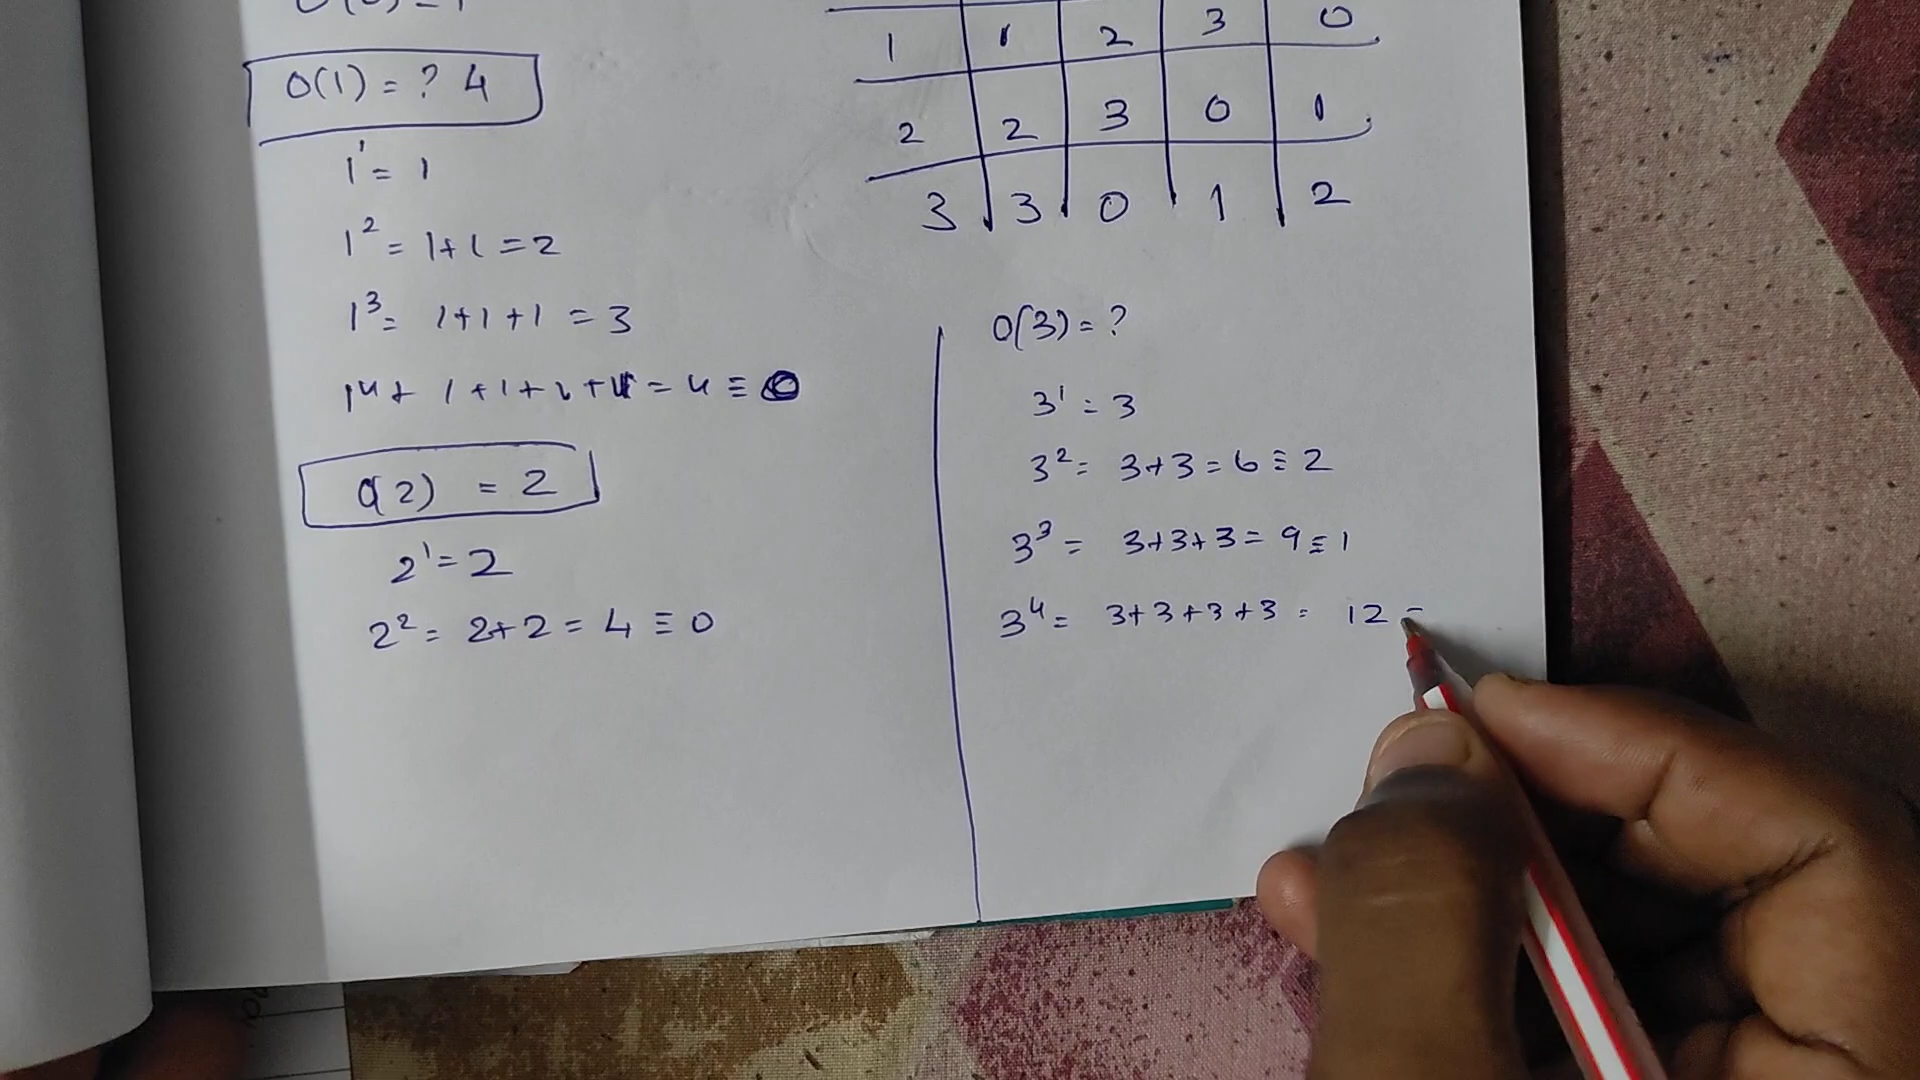 O(0) = 1
O(1) = ? 4
1¹ = 1
1² = 1+1 = 2
1³ = 1+1+1 = 3
1⁴ + 1+1+1+1 = 4 ≡ 0
O(2) = 2
2¹ = 2
2² = 2+2 = 4 ≡ 0
1 1 2 3 0
2 2 3 0 1
3 3 0 1 2
O(3) = ?
3¹ = 3
3² = 3+3 = 6 ≡ 2
3³ = 3+3+3 = 9 ≡ 1
3⁴ = 3+3+3+3 = 12 =